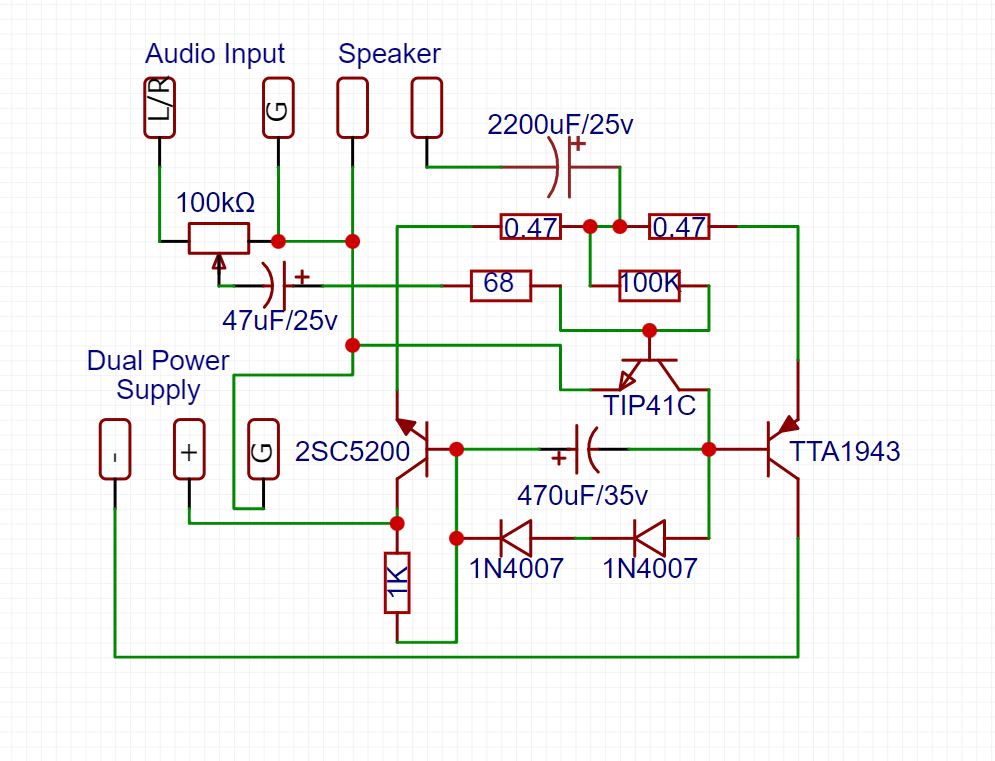 Audio Input
Speaker
L/R
G
2200uF/25v
100kΩ
0.47
0.47
68
100K
47uF/25v
Dual Power
Supply
TIP41C
-
+
G
2SC5200
TTA1943
470uF/35v
1K
1N4007
1N4007